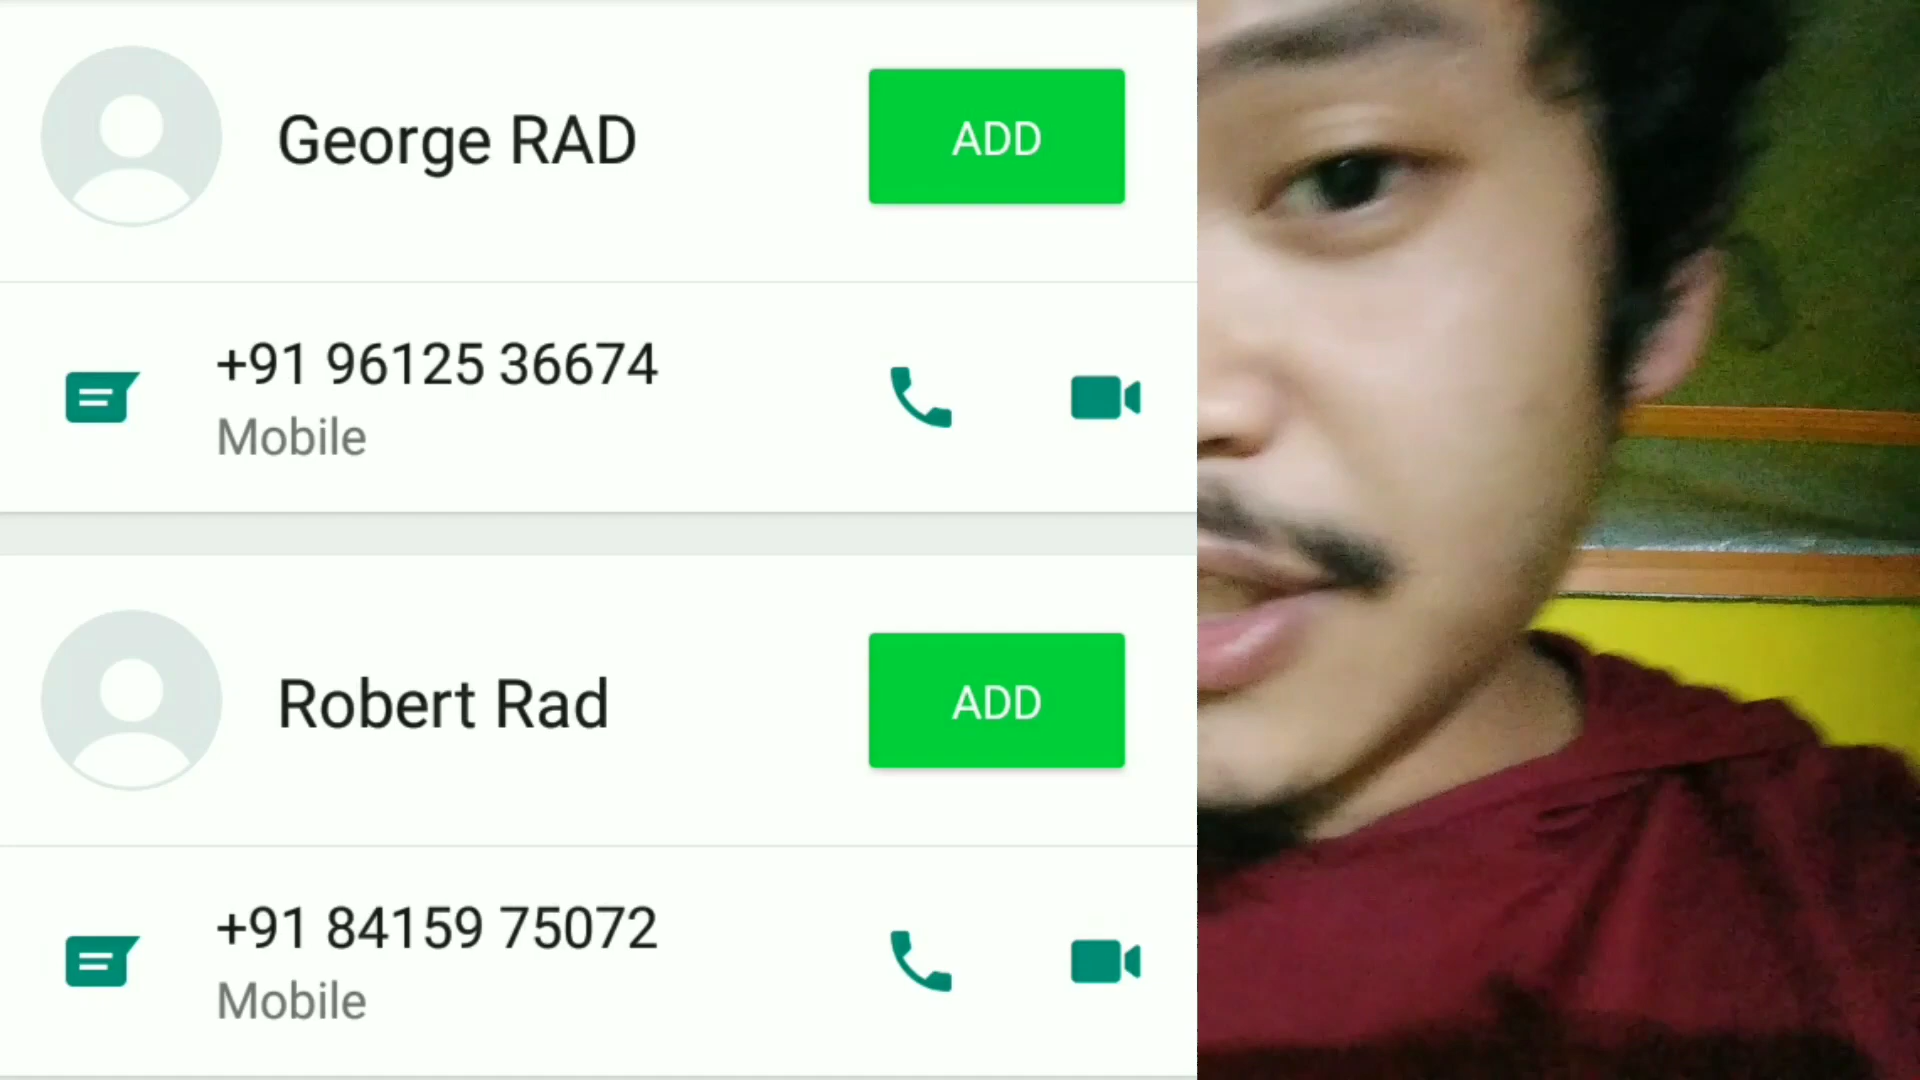 George RAD
ADD
+91 96125 36674
Mobile
Robert Rad
ADD
+91 84159 75072
Mobile